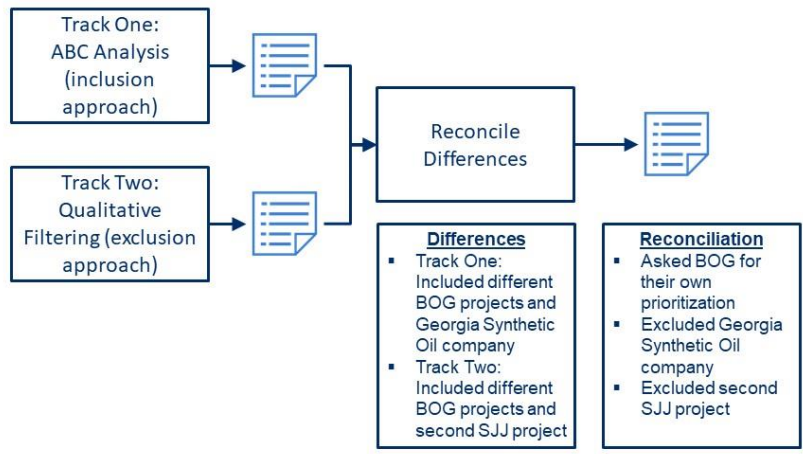 Track One:
ABC Analysis
(inclusion
approach)
Track Two:
Qualitative
Filtering (exclusion
approach)
Reconcile
Differences
Differences
▪ Track One:
Included different
BOG projects and
Georgia Synthetic
Oil company
▪ Track Two:
Included different
BOG projects and
second SJJ project
Reconciliation
▪ Asked BOG for
their own
prioritization
▪ Excluded Georgia
Synthetic Oil
company
▪ Excluded second
SJJ project